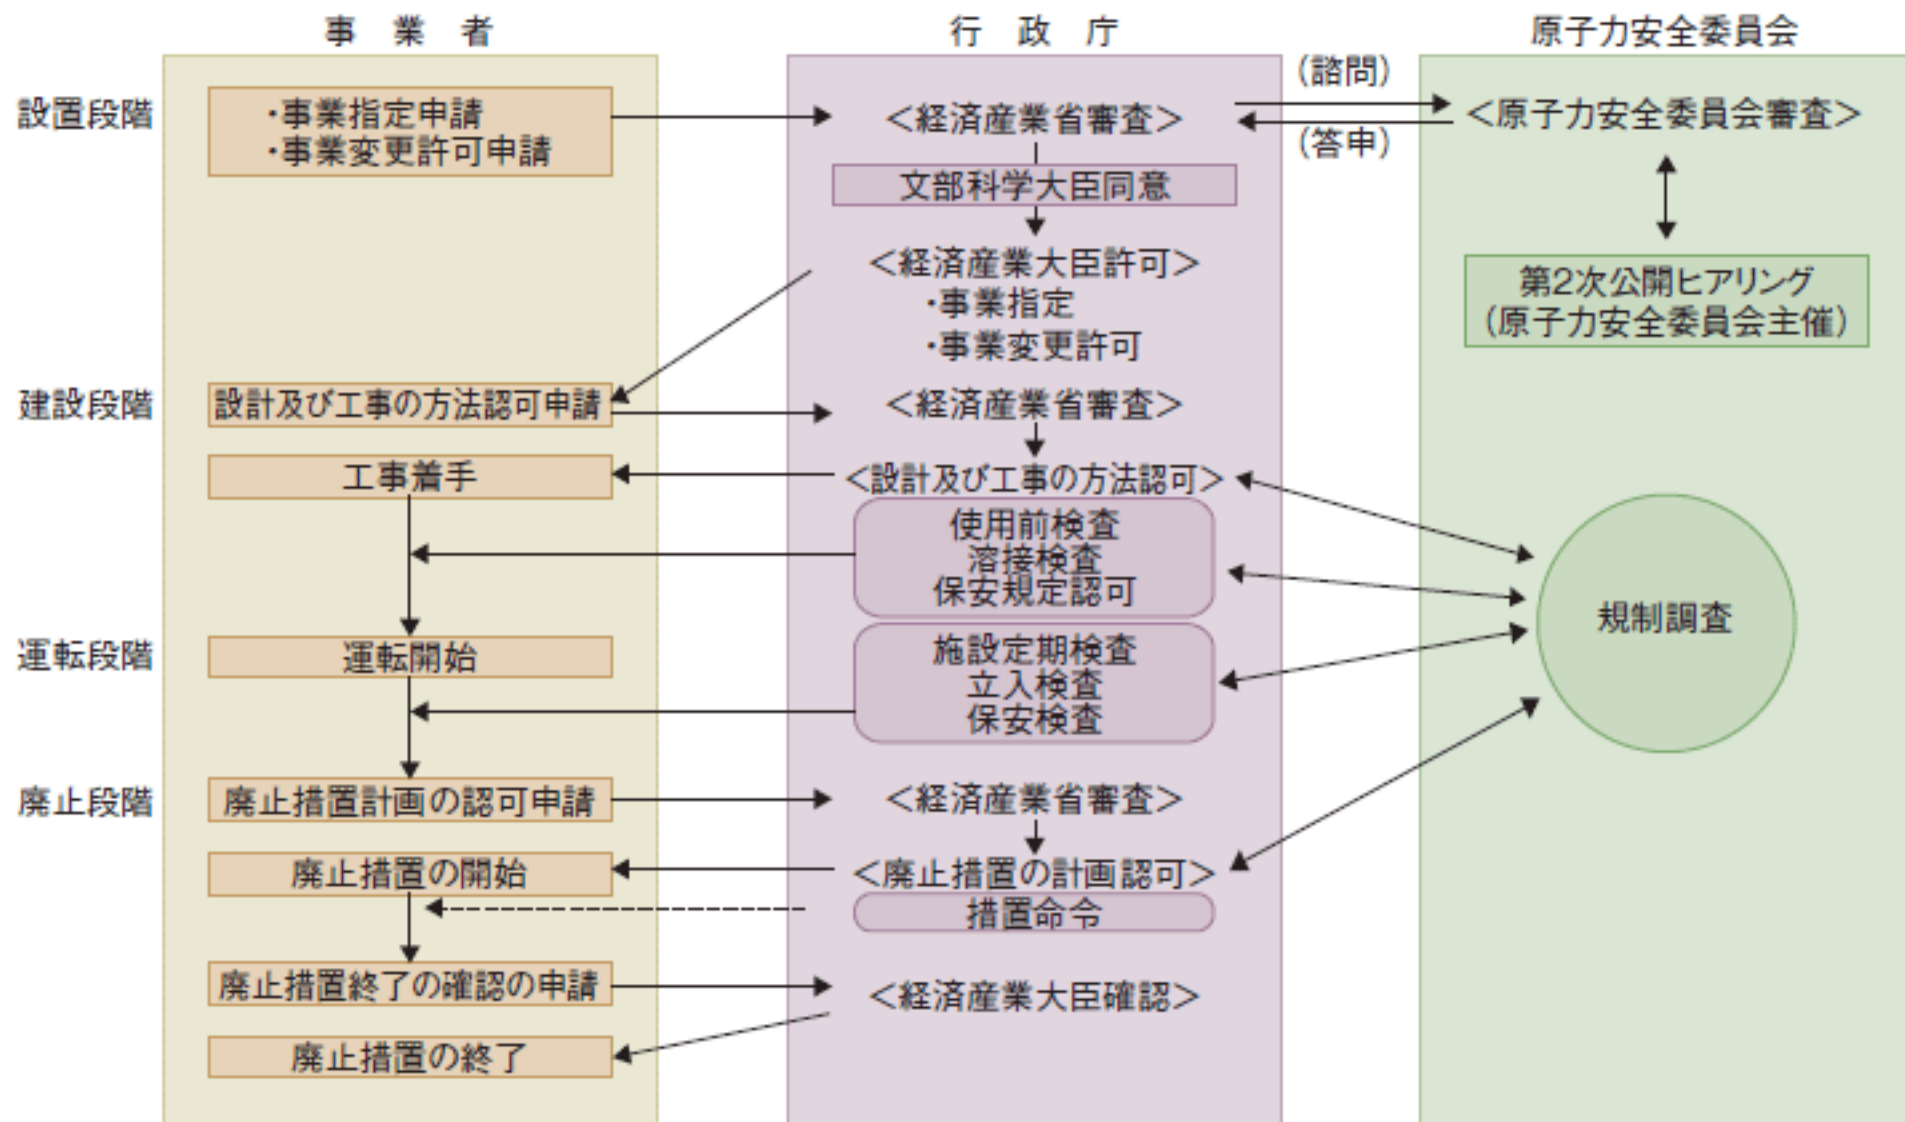 事業者
行政庁
原子力安全委員会
設置段階
・事業指定申請
・事業変更許可申請
＜経済産業省審査＞
(諮問)
(答申)
＜原子力安全委員会審査＞
文部科学大臣同意
＜経済産業大臣許可＞
・事業指定
・事業変更許可
第2次公開ヒアリング
(原子力安全委員会主催)
建設段階
設計及び工事の方法認可申請
＜経済産業省審査＞
工事着手
＜設計及び工事の方法認可＞
使用前検査
溶接検査
保安規定認可
規制調査
運転段階
運転開始
施設定期検査
立入検査
保安検査
廃止段階
廃止措置計画の認可申請
＜経済産業省審査＞
廃止措置の開始
＜廃止措置の計画認可＞
措置命令
廃止措置終了の確認の申請
＜経済産業大臣確認＞
廃止措置の終了